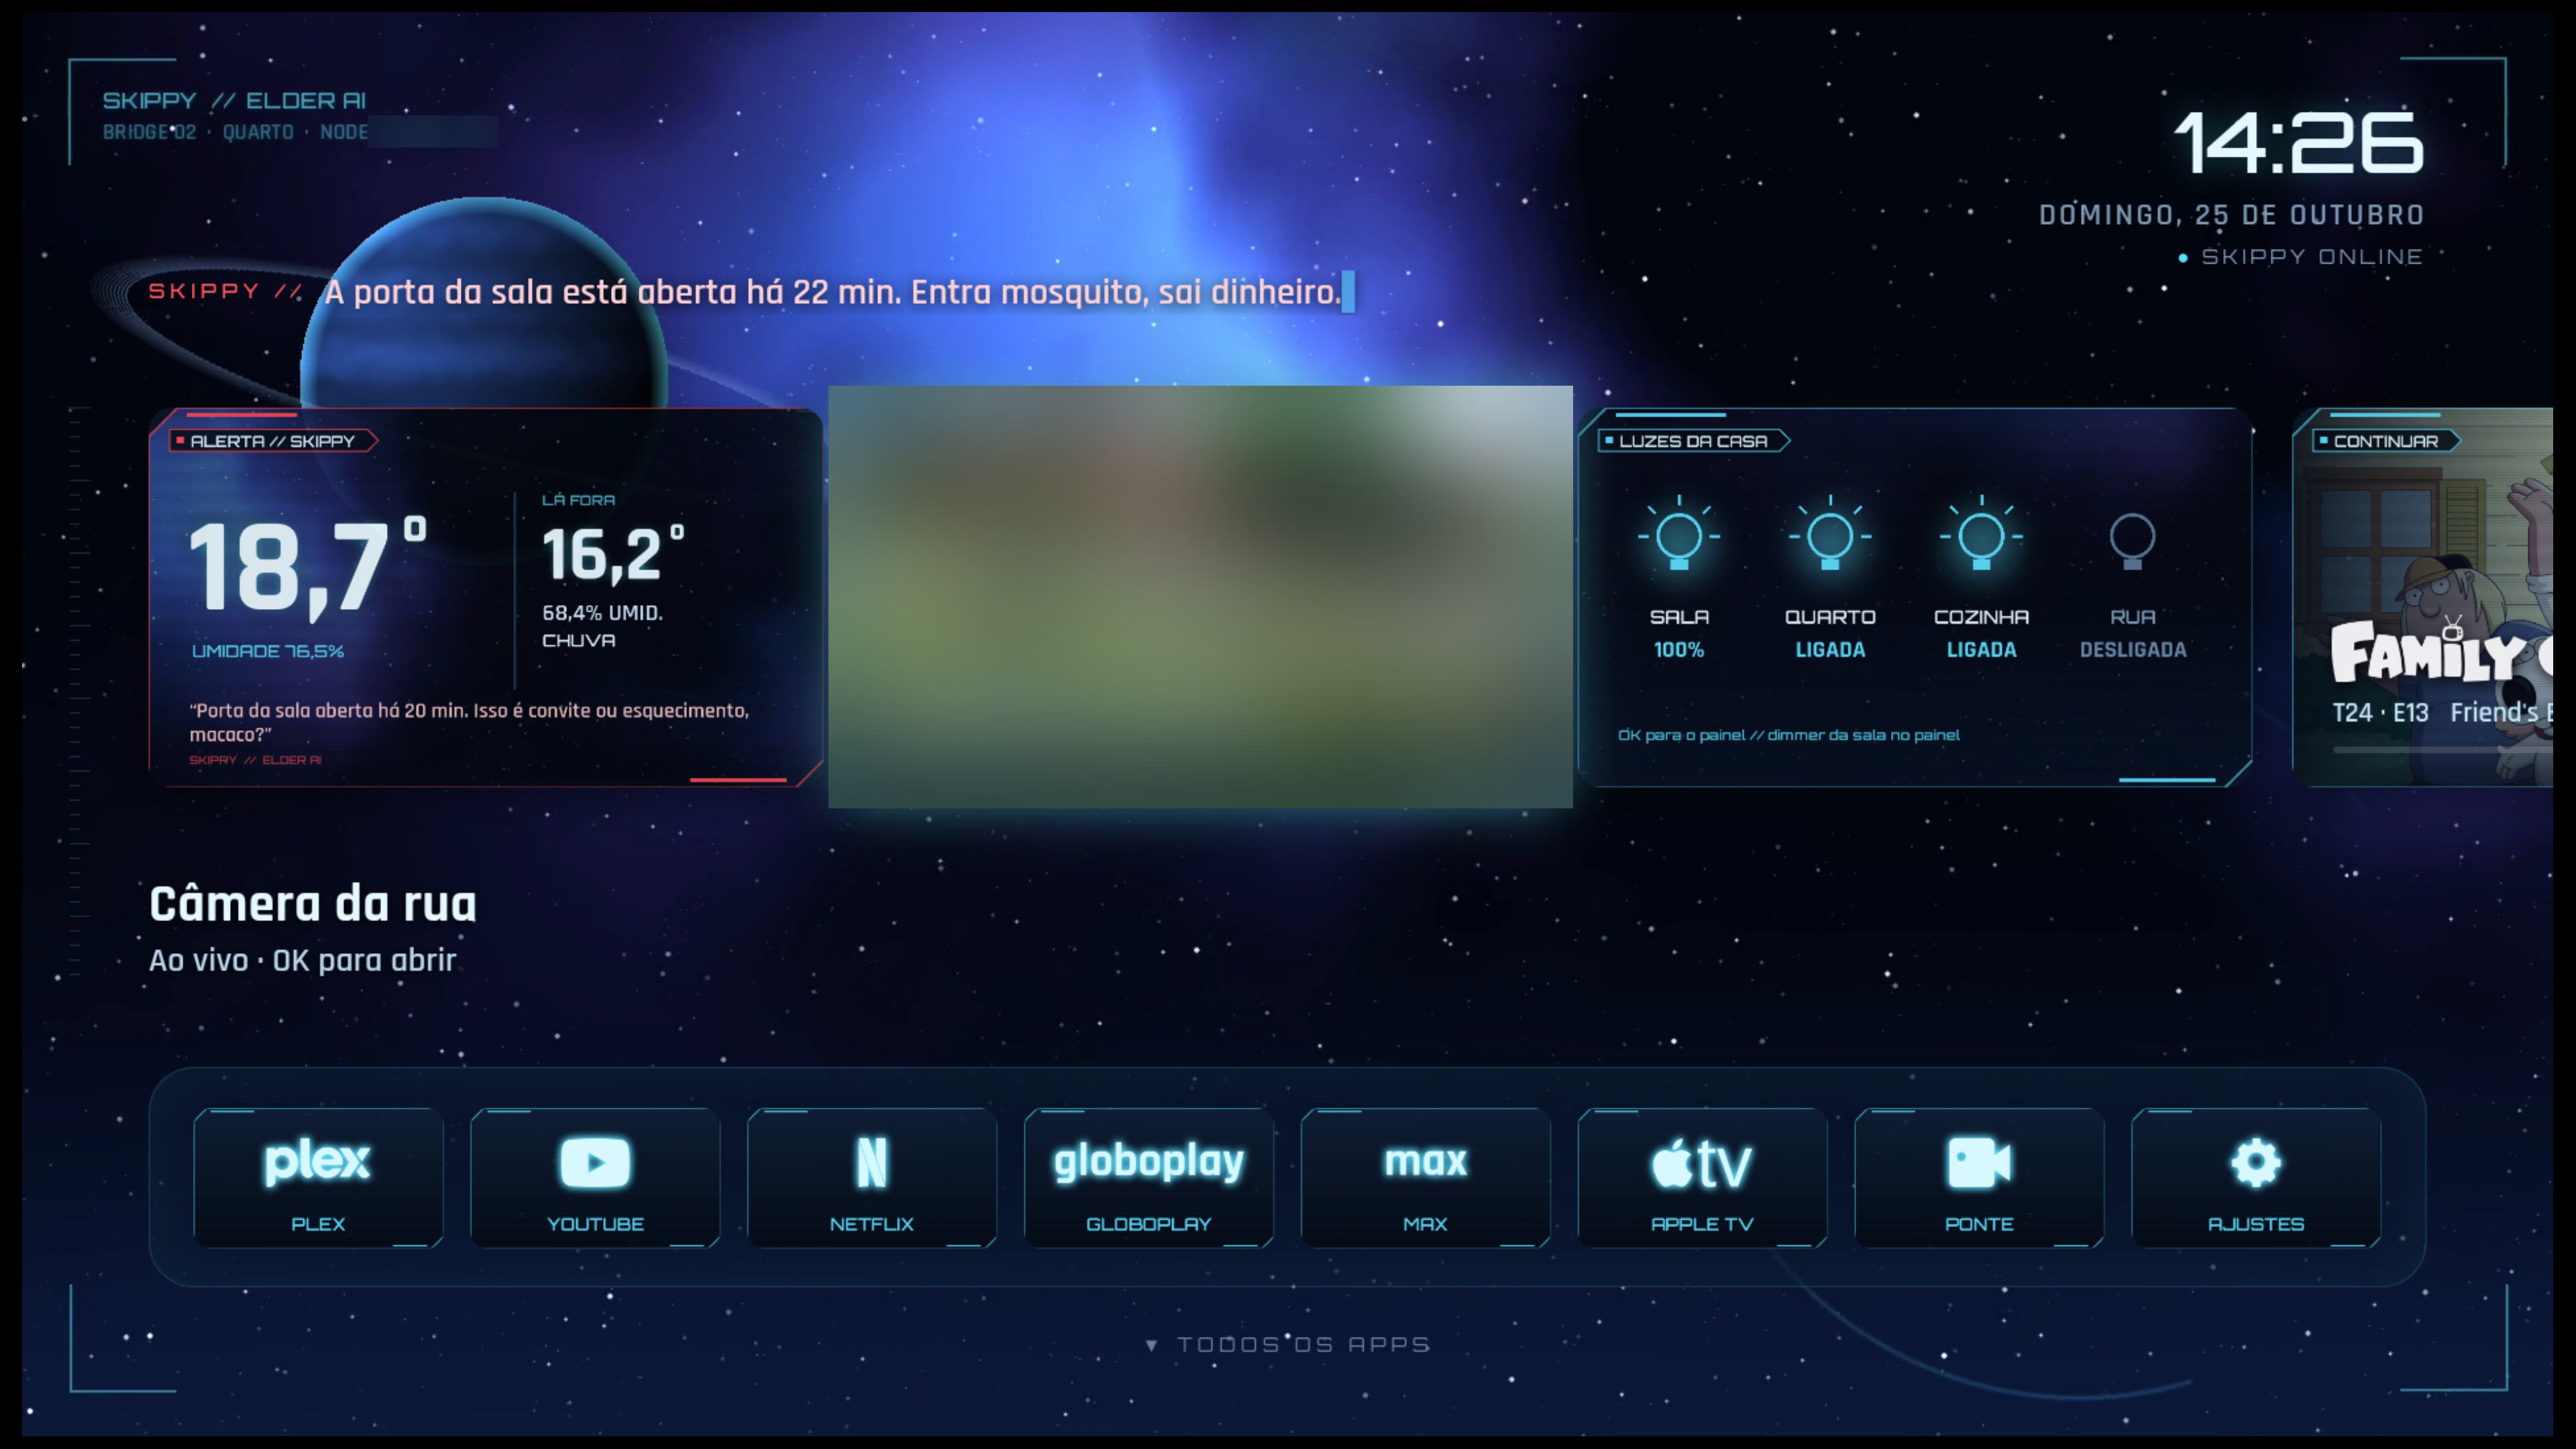 SKIPPY // ELDER AI
BRIDGE 02 · QUARTO · NODE
14:26
DOMINGO, 25 DE OUTUBRO
SKIPPY ONLINE
SKIPPY // A porta da sala está aberta há 22 min. Entra mosquito, sai dinheiro.
ALERTA // SKIPPY
18,7°
UMIDADE 76,5%
LÁ FORA
16,2°
68,4% UMID.
CHUVA
“Porta da sala aberta há 20 min. Isso é convite ou esquecimento,
macaco?”
SKIPPY // ELDER AI
LUZES DA CASA
SALA QUARTO COZINHA RUA
100% LIGADA LIGADA DESLIGADA
OK para o painel // dimmer da sala no painel
CONTINUAR
FAMiLY
T24 · E13 Friend's
Câmera da rua
Ao vivo · OK para abrir
plex
PLEX
YOUTUBE
N
NETFLIX
globoplay
GLOBOPLAY
max
MAX
tv
APPLE TV
PONTE
AJUSTES
▼ TODOS OS APPS